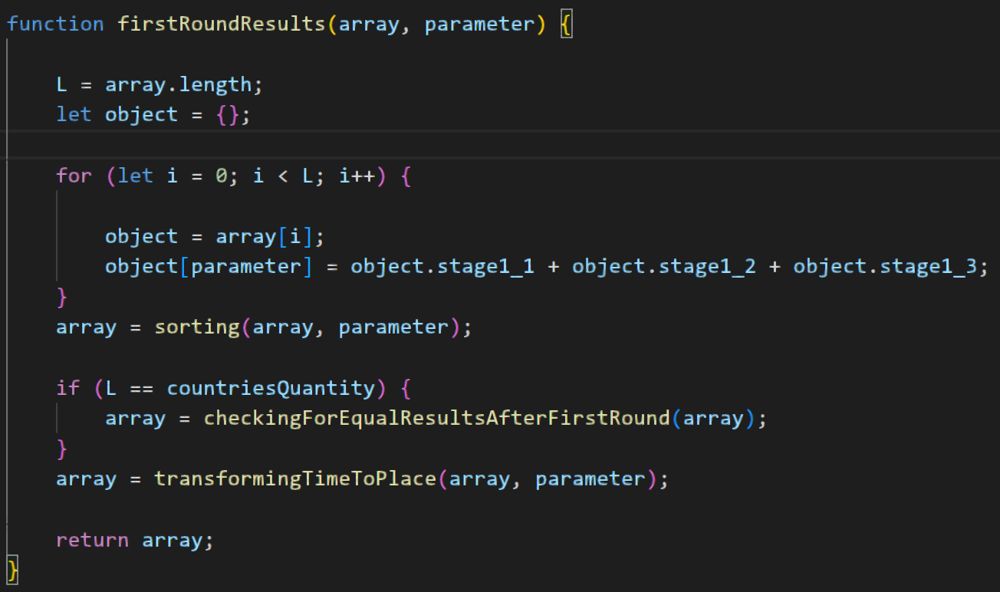 function firstRoundResults(array, parameter) {
L = array.length;
let object = {};
for (let i = 0; i < L; i++) {
object = array[i];
object[parameter] = object.stage1_1 + object.stage1_2 + object.stage1_3;
}
array = sorting(array, parameter);
if (L == countriesQuantity) {
array = checkingForEqualResultsAfterFirstRound(array);
}
array = transformingTimeToPlace(array, parameter);
return array;
}